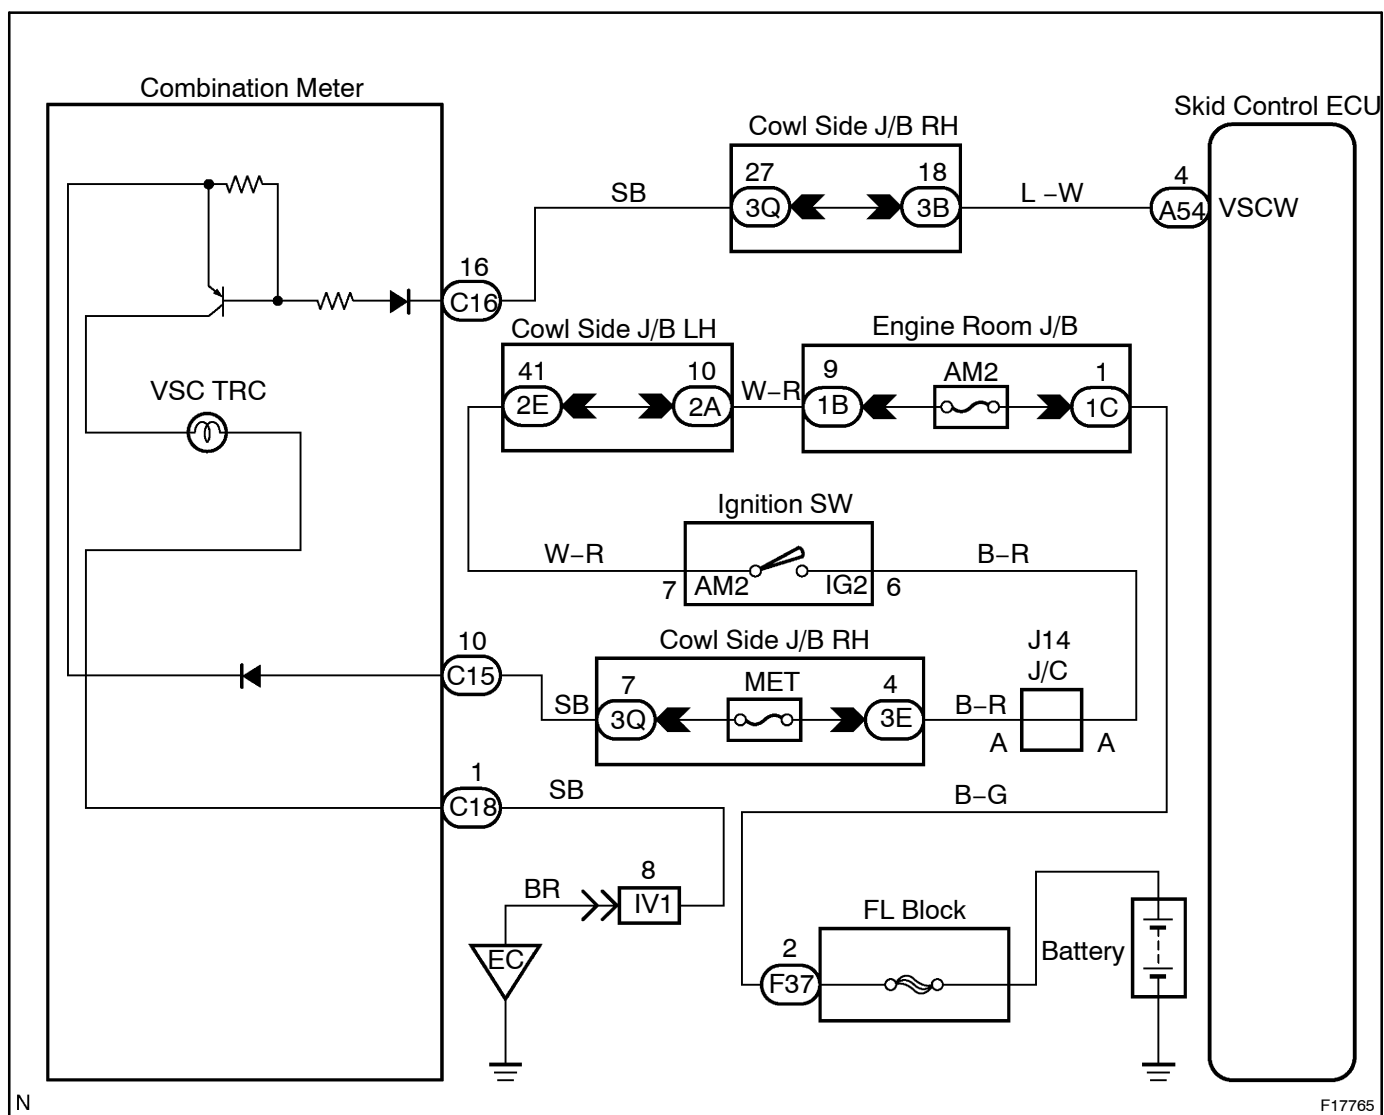 Combination Meter
Skid Control ECU
Cowl Side J/B RH
27
18
4
SB
3Q
3B
L –W
A54
VSCW
16
C16
Cowl Side J/B LH
Engine Room J/B
41
10
9
AM2
1
VSC TRC
2E
2A
W–R
1B
1C
Ignition SW
W–R
B–R
7
AM2
IG2
6
10
Cowl Side J/B RH
J14
J/C
C15
7
MET
4
SB
3Q
3E
B–R
A
A
1
SB
B–G
C18
8
BR
IV1
FL Block
EC
2
Battery
F37
N
F17765